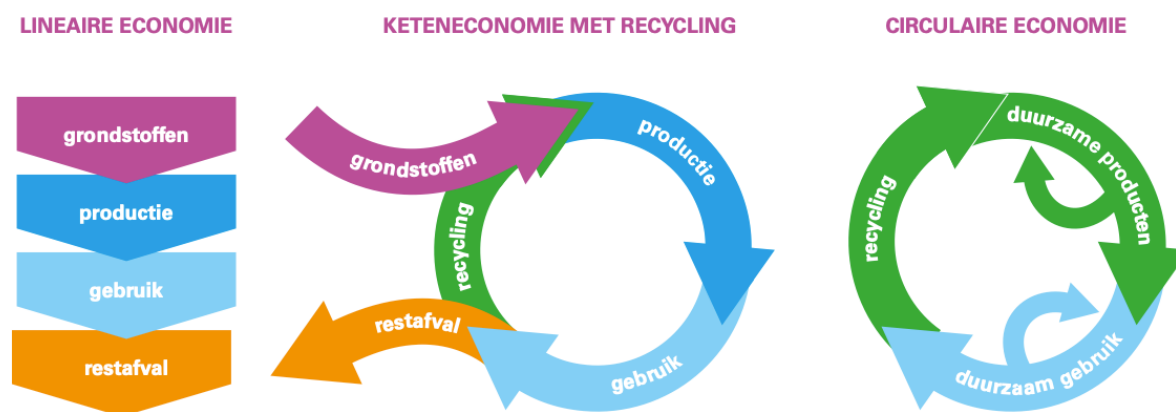 LINEAIRE ECONOMIE
grondstoffen
productie
gebruik
restafval
KETENECONOMIE MET RECYCLING
grondstoffen
productie
recycling
restafval
gebruik
CIRCULAIRE ECONOMIE
duurzame producten
recycling
duurzaam gebruik